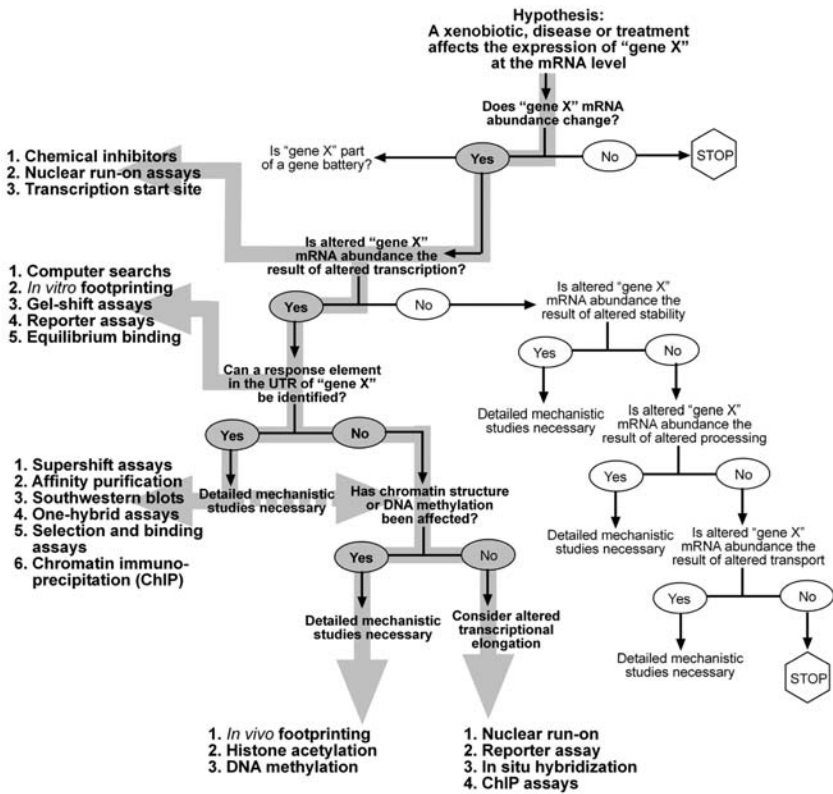 Hypothesis:
A xenobiotic, disease or treatment
affects the expression of “gene X”
at the mRNA level
Does “gene X” mRNA
abundance change?
Is “gene X” part
of a gene battery?
Yes
No
STOP
1. Chemical inhibitors
2. Nuclear run-on assays
3. Transcription start site
Is altered “gene X”
mRNA abundance the
result of altered transcription?
1. Computer searchs
2. In vitro footprinting
3. Gel-shift assays
4. Reporter assays
5. Equilibrium binding
Yes
No
Is altered “gene X”
mRNA abundance the
result of altered stability
Can a response element
in the UTR of “gene X”
be identified?
Yes
No
Detailed mechanistic
studies necessary
Is altered “gene X”
mRNA abundance the
result of altered processing
Yes
No
1. Supershift assays
2. Affinity purification
3. Southwestern blots
4. One-hybrid assays
5. Selection and binding
assays
6. Chromatin immuno-
precipitation (ChIP)
Detailed mechanistic
studies necessary
Has chromatin structure
or DNA methylation
been affected?
Yes
No
Detailed mechanistic
studies necessary
Is altered “gene X”
mRNA abundance the
result of altered transport
Yes
No
Detailed mechanistic
studies necessary
Consider altered
transcriptional
elongation
Yes
No
Detailed mechanistic
studies necessary
STOP
1. In vivo footprinting
2. Histone acetylation
3. DNA methylation
1. Nuclear run-on
2. Reporter assay
3. In situ hybridization
4. ChIP assays